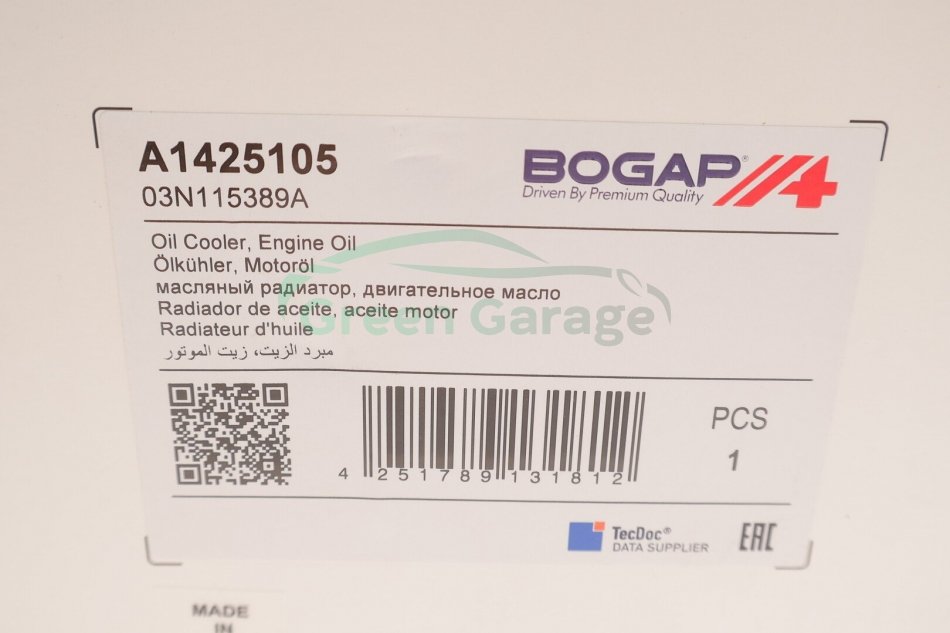 A1425105
03N115389A
BOGAP®
Driven By Premium Quality
Oil Cooler, Engine Oil
Ölkühler, Motoröl
масляный радиатор, двигательное масло
Radiador de aceite, aceite motor
Radiateur d'huile
مبرد الزيت، زيت الموتور
Green Garage
4 251789 131812
PCS
1
TecDoc®
DATA SUPPLIER
EAC
MADE
IN